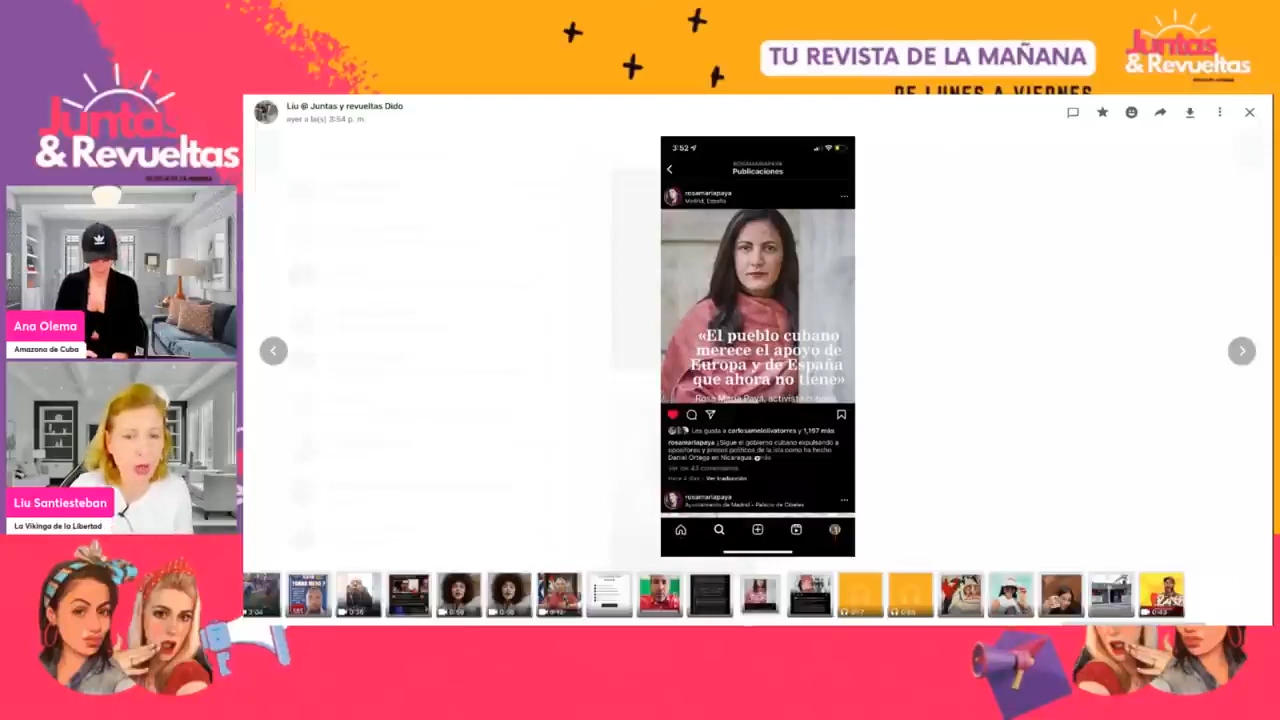 TU REVISTA DE LA MAÑANA
Juntas
& Revueltas
DE LUNES A VIERNES
Juntas
& Revueltas
Liu @ Juntas y revueltas Dido
ayer a la(s) 3:54 p. m.
3:52
ROSAMARIAPAYA
Publicaciones
rosamariapaya
Madrid, España
«El pueblo cubano
merece el apoyo de
Europa y de España
que ahora no tiene»
Rosa María Payá, activista
Les gusta a carlosamelolivatorres y 1,197 más
rosamariapaya ¡Sigue el gobierno cubano expulsando a
opositores y presos políticos de la isla como ha hecho
Daniel Ortega en Nicaragua.
Ver los 43 comentarios
Hace 4 días · Ver traducción
rosamariapaya
Ayuntamiento de Madrid - Palacio de Cibeles
Ana Olema
Amazona de Cuba
Liu Santiesteban
La Vikinga de la Libertad